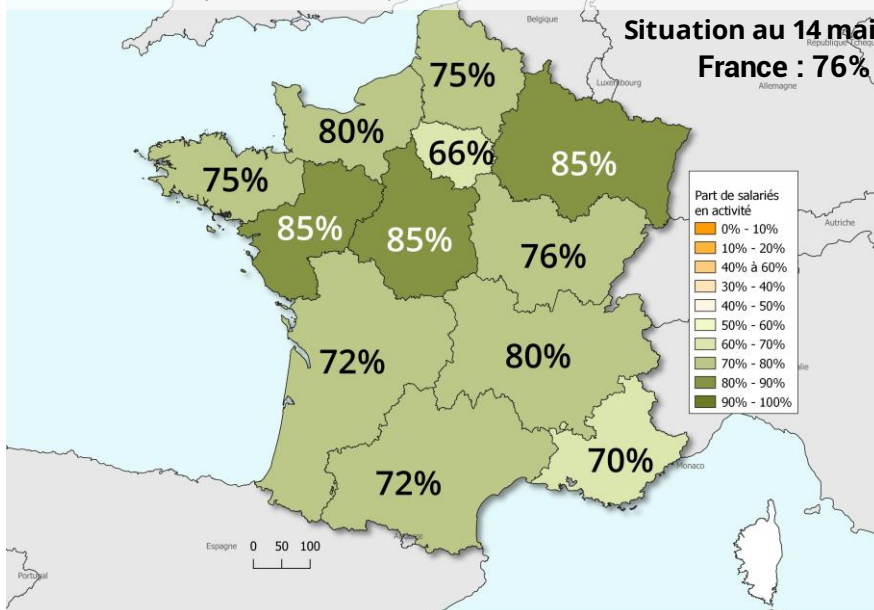 Belgique
Situation au 14 mai
République Tchèque
France : 76%
Luxembourg
Allemagne
75%
80%
66%
85%
75%
85%
85%
76%
Part de salariés
en activité
0% - 10%
10% - 20%
40% à 60%
30% - 40%
40% - 50%
50% - 60%
60% - 70%
70% - 80%
80% - 90%
90% - 100%
Autriche
72%
80%
70%
Monaco
72%
Espagne
0 50 100
Portugal